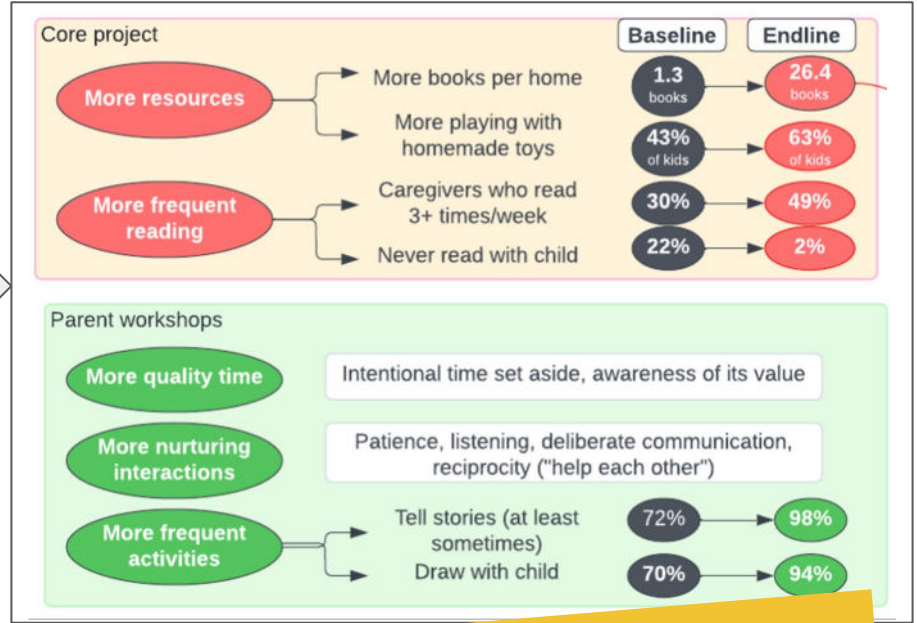 Core project
Baseline
Endline
More resources
More books per home
1.3
books
26.4
books
More playing with
homemade toys
43%
of kids
63%
of kids
More frequent
reading
Caregivers who read
3+ times/week
30%
49%
Never read with child
22%
2%
Parent workshops
More quality time
Intentional time set aside, awareness of its value
More nurturing
interactions
Patience, listening, deliberate communication,
reciprocity ("help each other")
More frequent
activities
Tell stories (at least
sometimes)
72%
98%
Draw with child
70%
94%